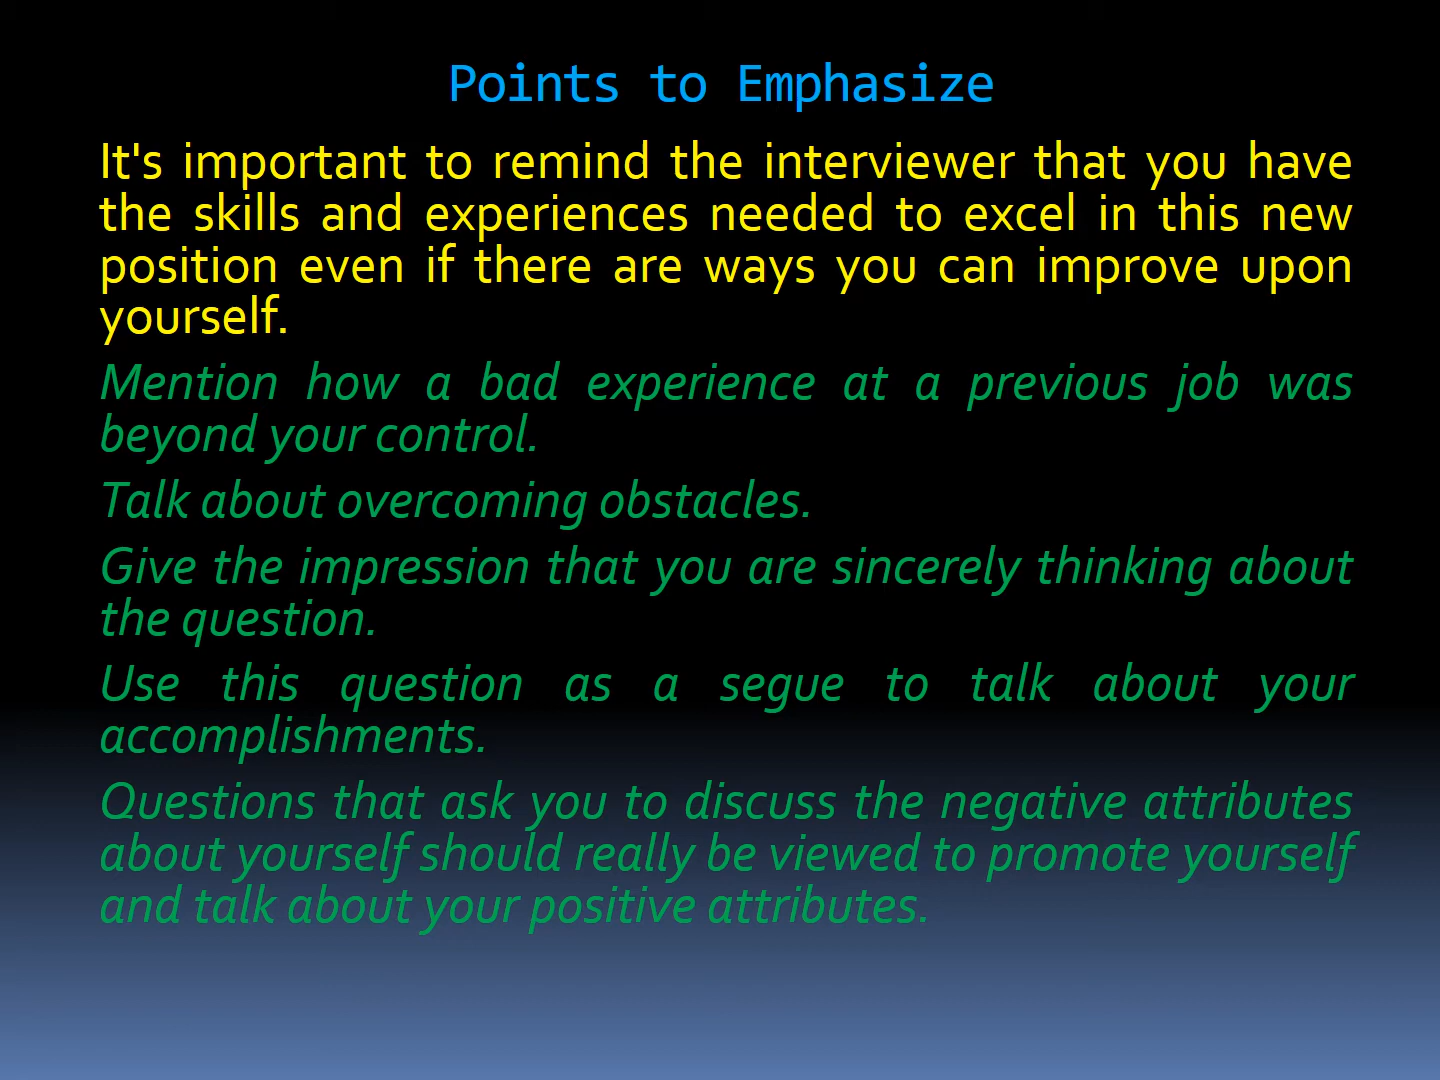 Points to Emphasize
It's important to remind the interviewer that you have
the skills and experiences needed to excel in this new
position even if there are ways you can improve upon
yourself.
Mention how a bad experience at a previous job was
beyond your control.
Talk about overcoming obstacles.
Give the impression that you are sincerely thinking about
the question.
Use this question as a segue to talk about your
accomplishments.
Questions that ask you to discuss the negative attributes
about yourself should really be viewed to promote yourself
and talk about your positive attributes.